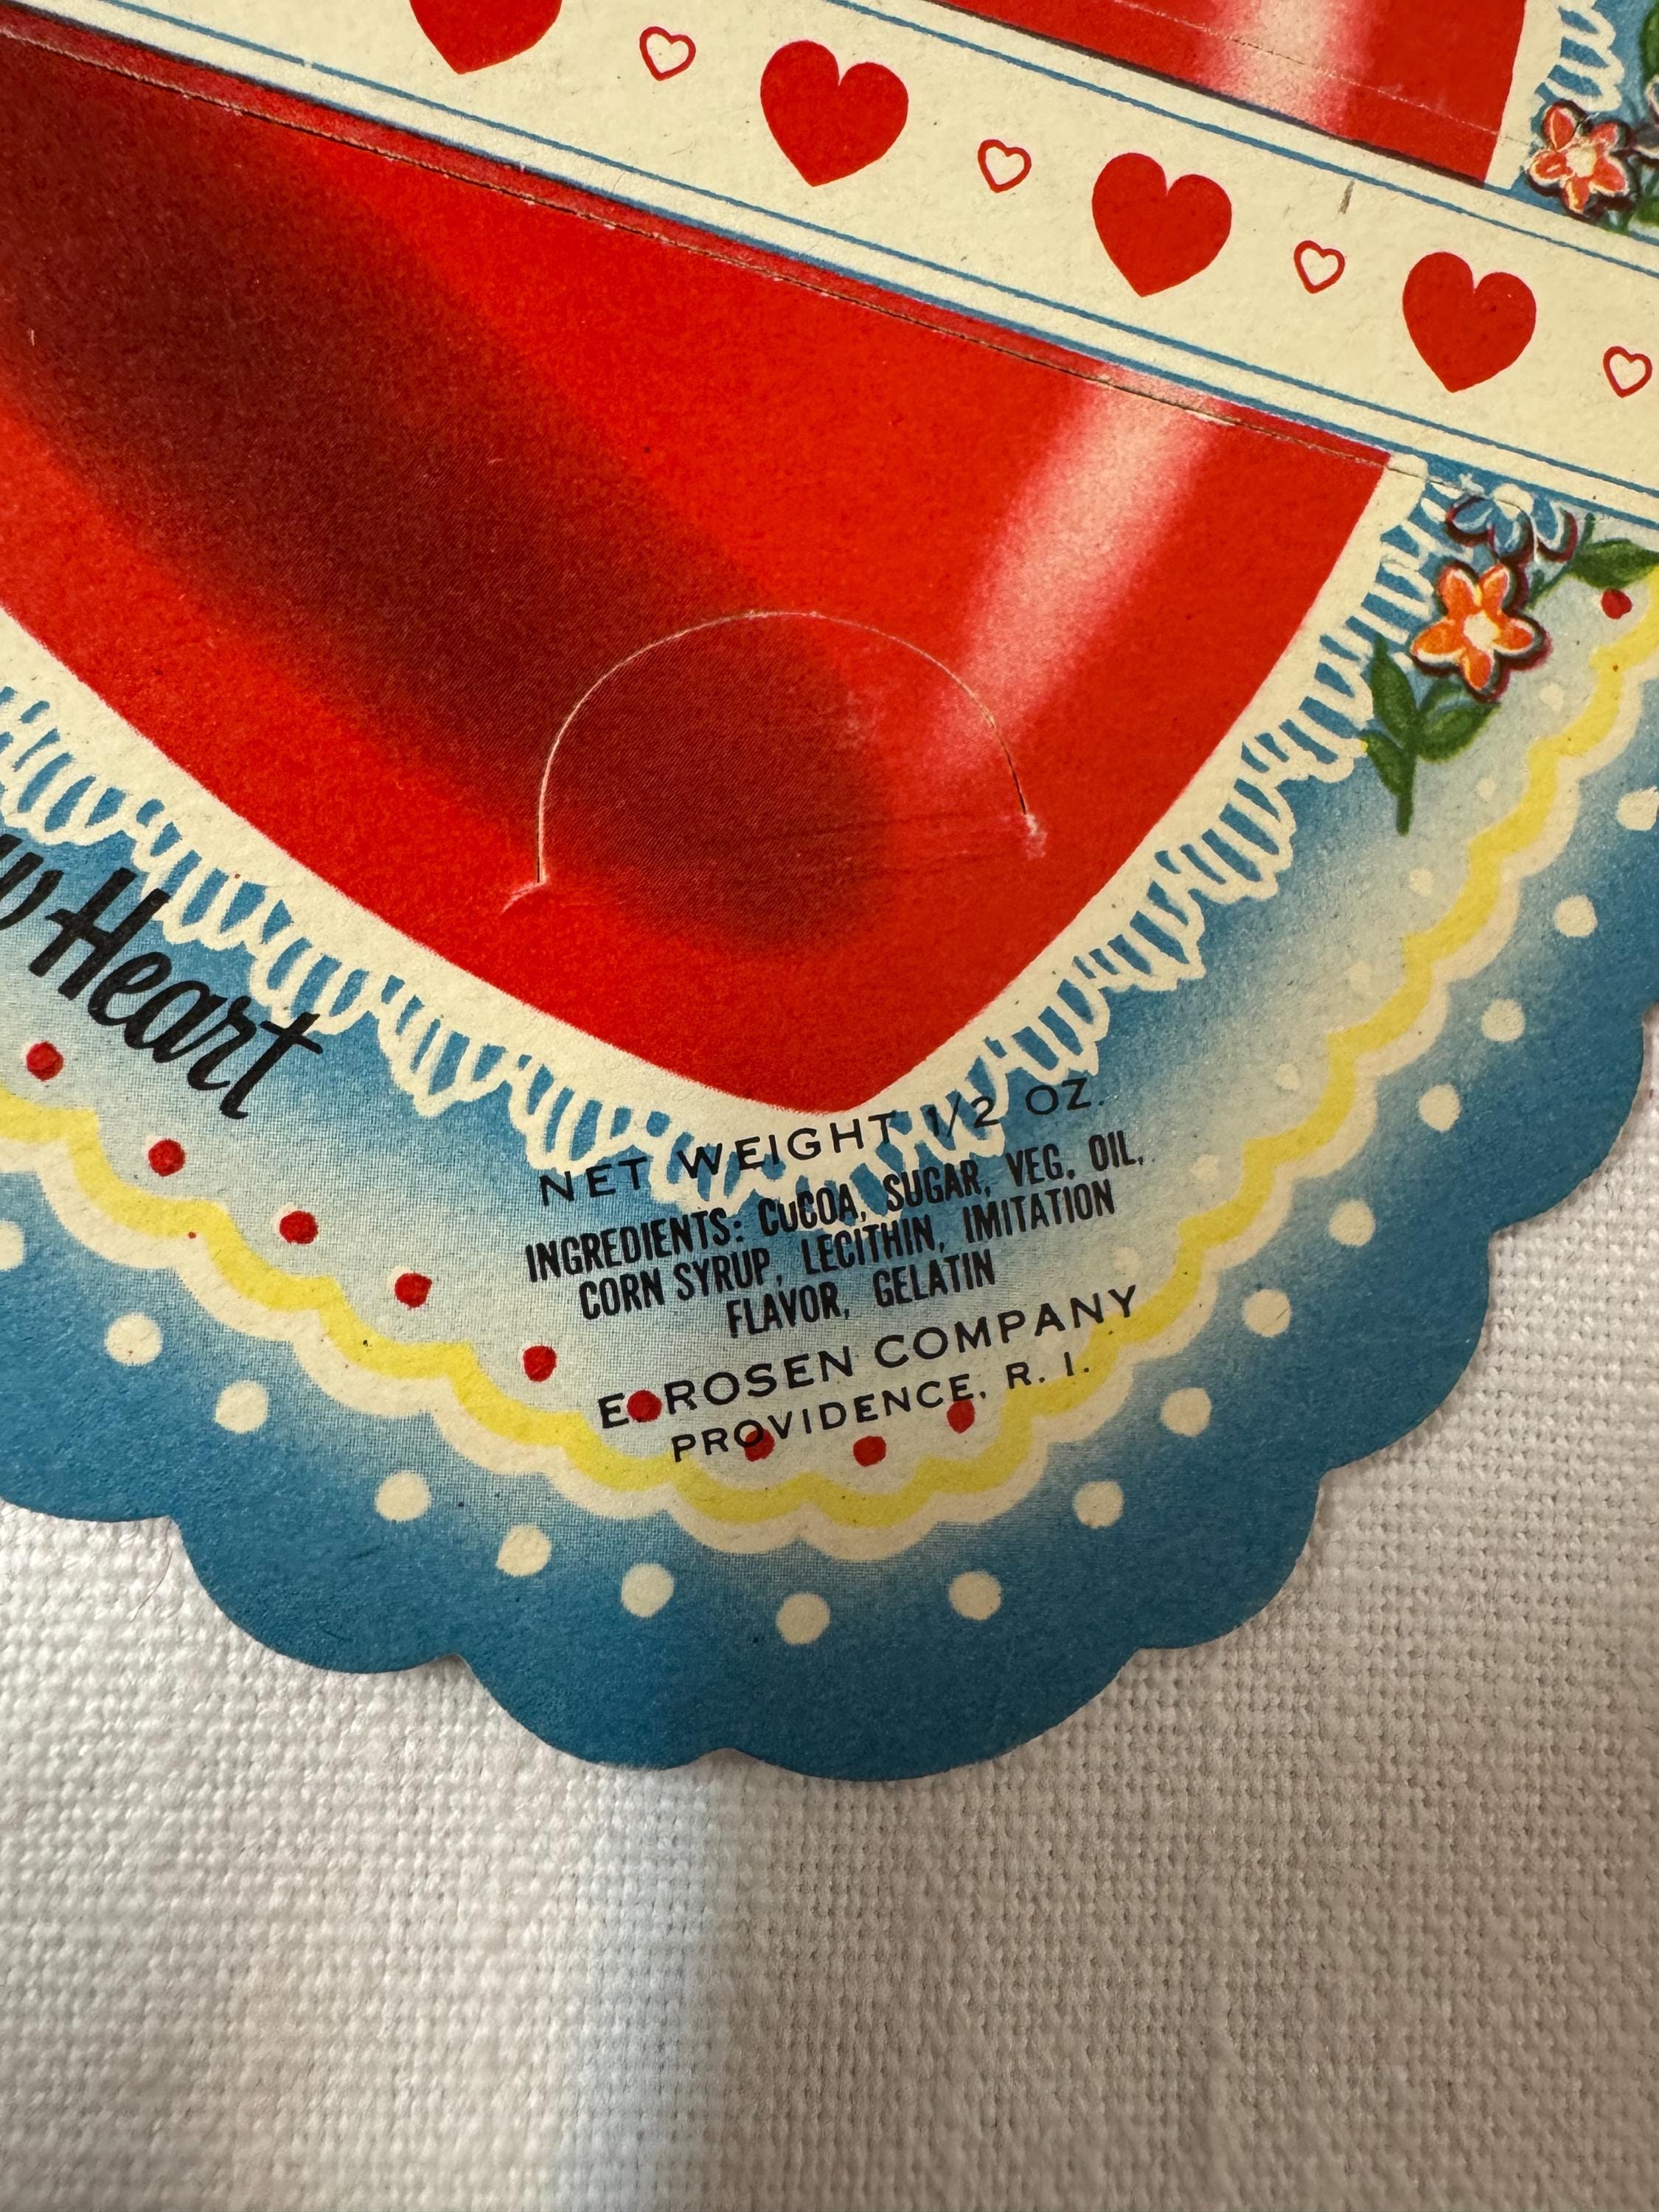 Heart
NET WEIGHT 1/2 OZ.
INGREDIENTS: CuCOA, SUGAR, VEG. OIL,
CORN SYRUP, LECITHIN, IMITATION
FLAVOR, GELATIN
E. ROSEN COMPANY
PROVIDENCE, R. I.